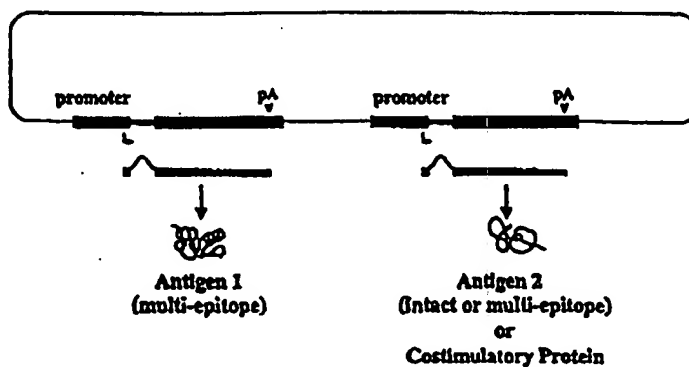 promoter pA promoter pA
Antigen 1
(multi-epitope)
Antigen 2
(intact or multi-epitope)
or
Costimulatory Protein